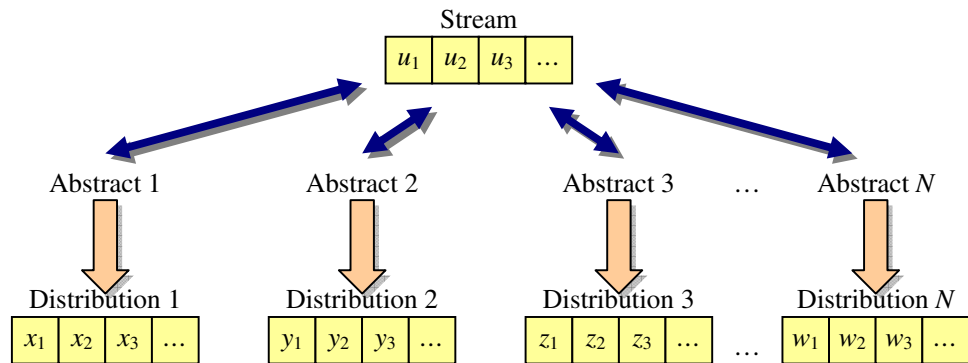 Stream
u₁ u₂ u₃ ...
Abstract 1 Abstract 2 Abstract 3 ... Abstract N
Distribution 1 Distribution 2 Distribution 3 Distribution N
x₁ x₂ x₃ ... y₁ y₂ y₃ ... z₁ z₂ z₃ ... ... w₁ w₂ w₃ ...